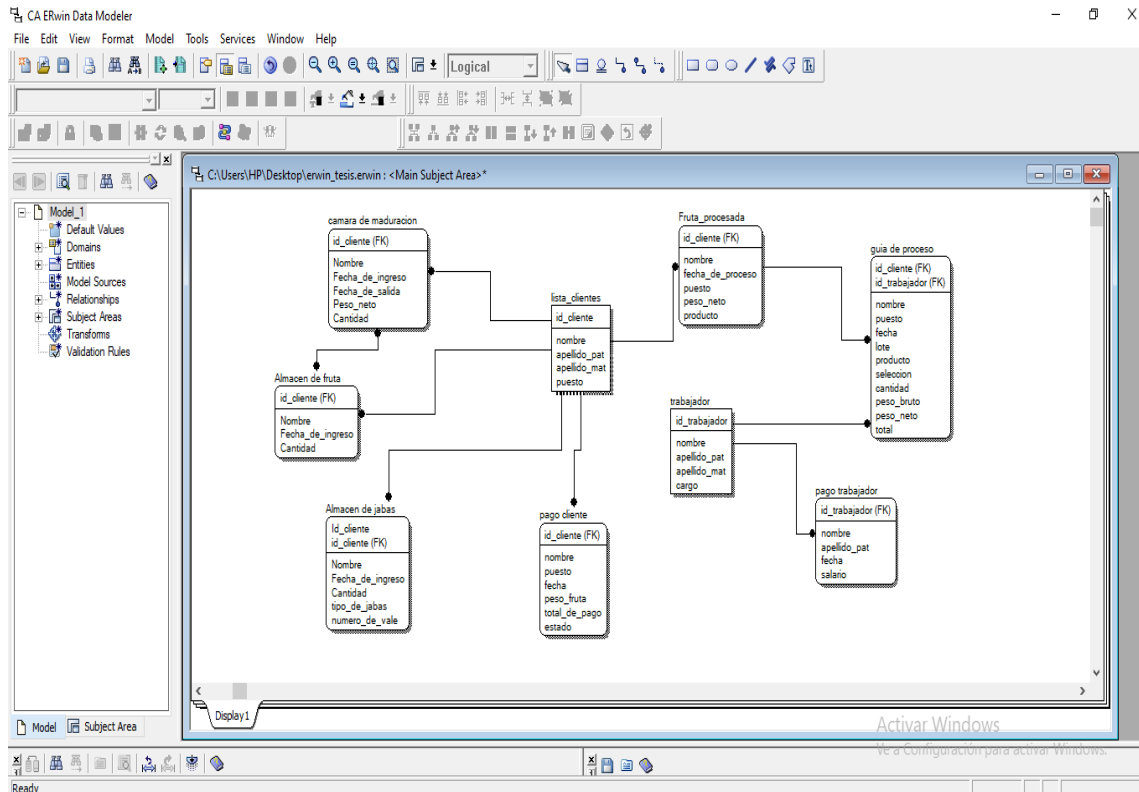 CA ERwin Data Modeler
File Edit View Format Model Tools Services Window Help
Logical
C:\Users\HP\Desktop\erwin_tesis.erwin : <Main Subject Area>*
Model_1
Default Values
Domains
Entities
Model Sources
Relationships
Subject Areas
Transforms
Validation Rules
camara de maduracion
id_cliente (FK)
Nombre
Fecha_de_ingreso
Fecha_de_salida
Peso_neto
Cantidad
Fruta_procesada
id_cliente (FK)
nombre
fecha_de_proceso
puesto
peso_neto
producto
guia de proceso
id_cliente (FK)
id_trabajador (FK)
nombre
puesto
fecha
lote
producto
seleccion
cantidad
peso_bruto
peso_neto
total
lista_clientes
id_cliente
nombre
apellido_pat
apellido_mat
puesto
Almacen de fruta
id_cliente (FK)
Nombre
Fecha_de_ingreso
Cantidad
trabajador
id_trabajador
nombre
apellido_pat
apellido_mat
cargo
pago trabajador
id_trabajador (FK)
nombre
apellido_pat
fecha
salario
Almacen de jabas
Id_cliente
id_cliente (FK)
Nombre
Fecha_de_ingreso
Cantidad
tipo_de_jabas
numero_de_vale
pago cliente
id_cliente (FK)
nombre
puesto
fecha
peso_fruta
total_de_pago
estado
Display1
Model Subject Area
Activar Windows
Ve a Configuración para activar Windows.
Ready